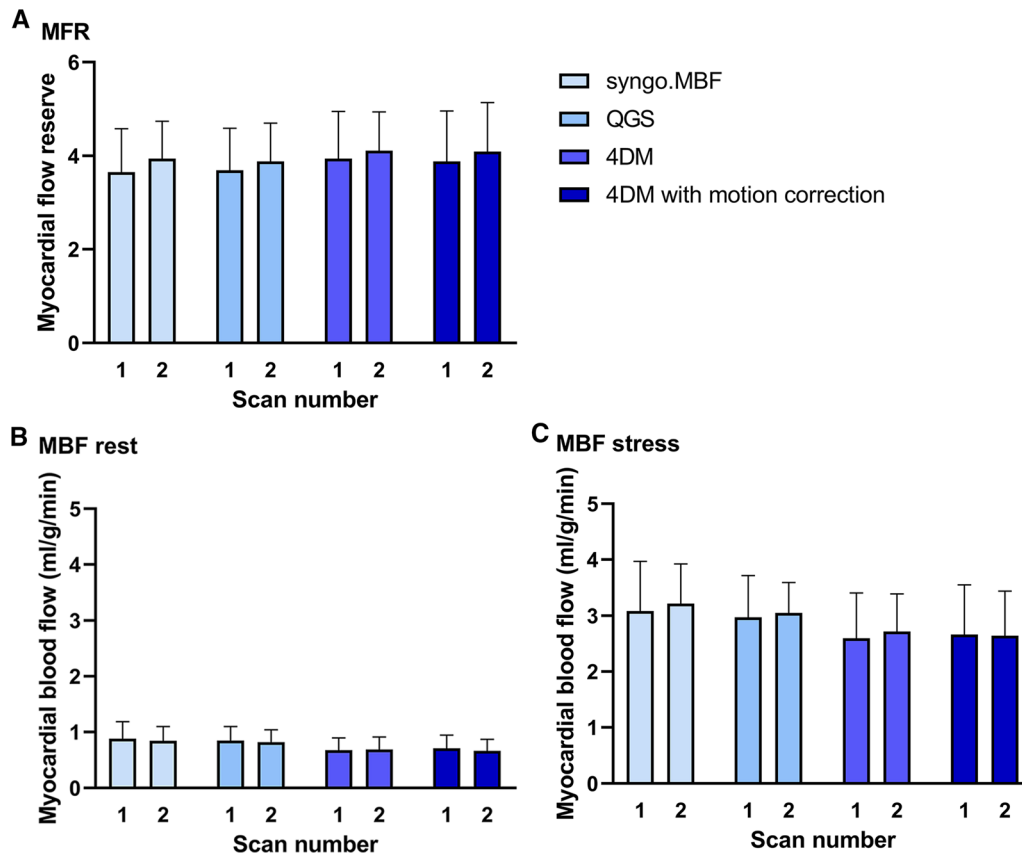 A MFR
Myocardial flow reserve
6
4
2
0
1 2 1 2 1 2 1 2
Scan number
syngo.MBF
QGS
4DM
4DM with motion correction
B MBF rest
Myocardial blood flow (ml/g/min)
5
4
3
2
1
0
1 2 1 2 1 2 1 2
Scan number
C MBF stress
Myocardial blood flow (ml/g/min)
5
4
3
2
1
0
1 2 1 2 1 2 1 2
Scan number